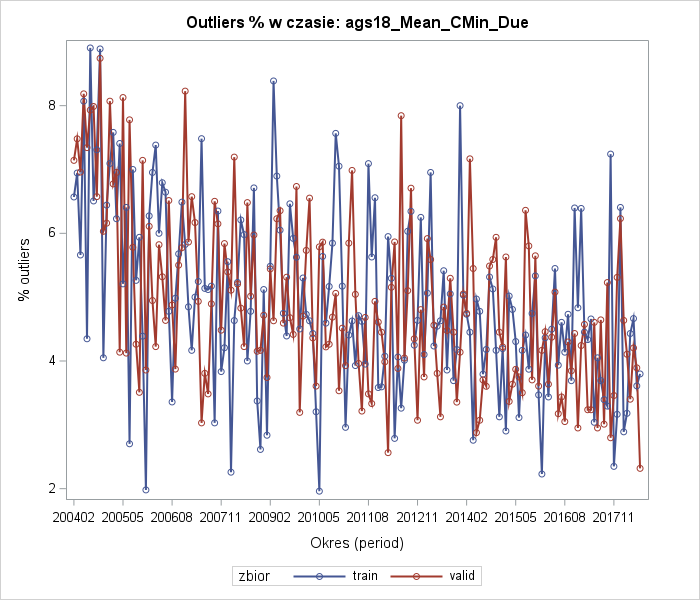 Outliers % w czasie: ags18_Mean_CMin_Due
8
6
4
2
% outliers
200402 200505 200608 200711 200902 201005 201108 201211 201402 201505 201608 201711
Okres (period)
zbior train valid